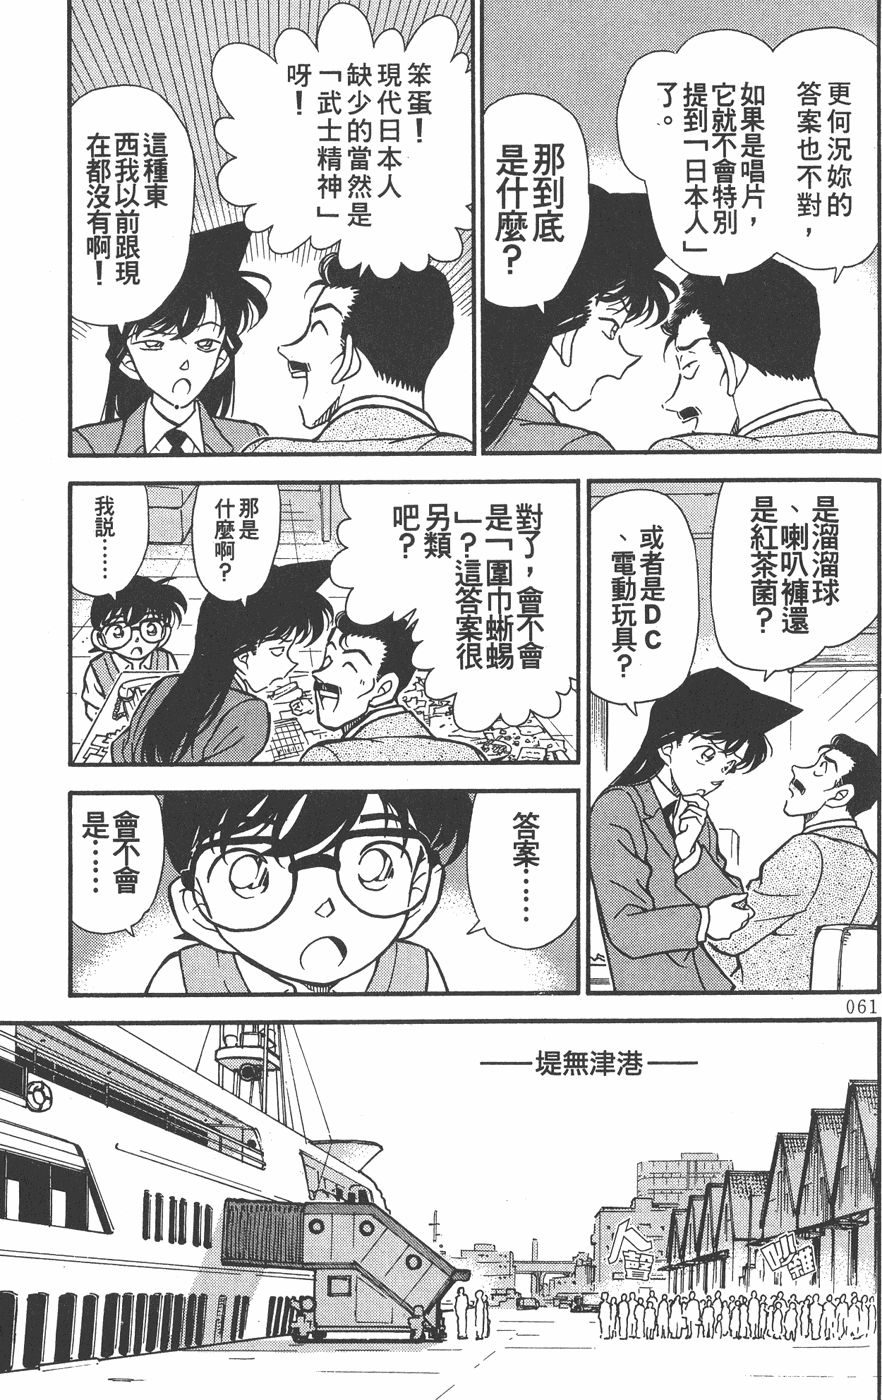 更何況妳的
答案也不對，
如果是唱片，
它就不會特別
提到「日本人」
了。
那到底
是什麼？
笨蛋！
現代日本人
缺少的當然是
「武士精神」
呀！
這種東
西我以前跟現
在都沒有啊！
是溜溜球
、喇叭褲還
是紅茶菌？
或者是DC
、電動玩具？
對了，會不會
是「圍巾蜥蜴
」？這答案很
另類
吧？
那是
什麼啊？
我説……
答案……
會不會
是……
061
──堤無津港──